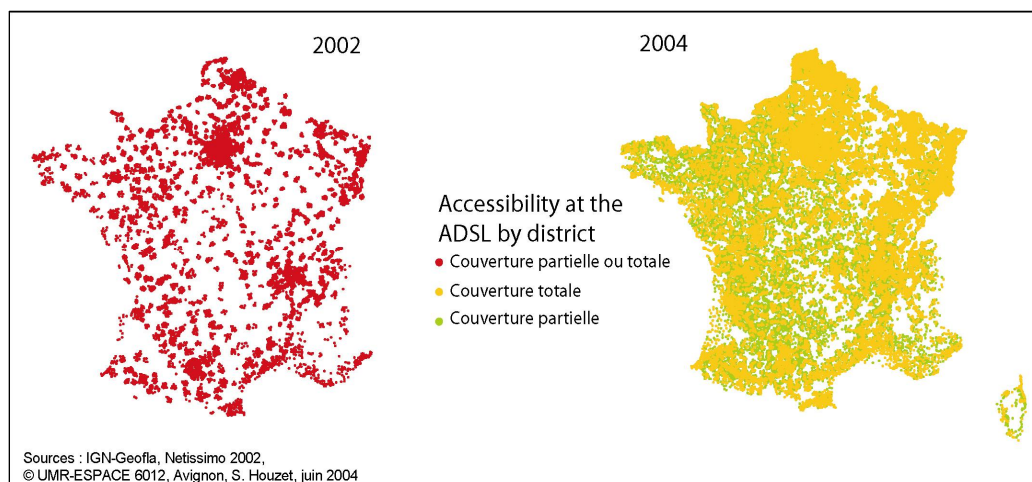 2002
2004
Accessibility at the
ADSL by district
Couverture partielle ou totale
Couverture totale
Couverture partielle
Sources : IGN-Geofla, Netissimo 2002,
© UMR-ESPACE 6012, Avignon, S. Houzet, juin 2004